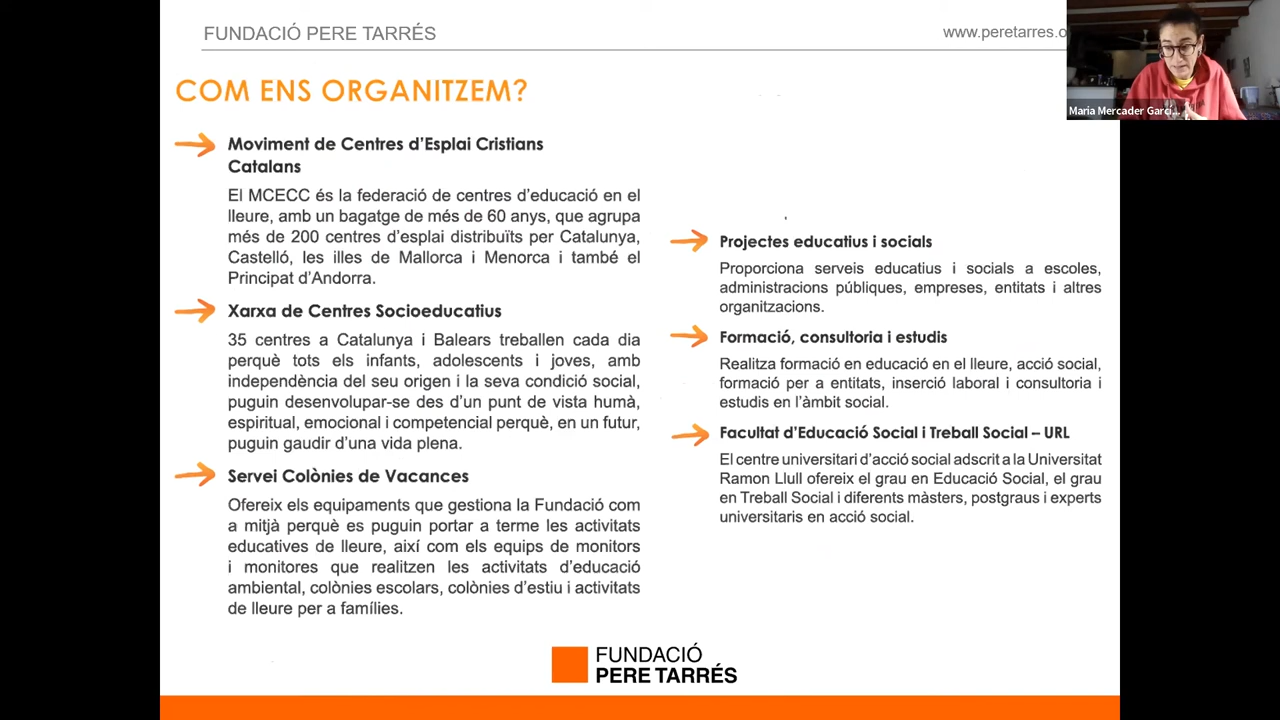 FUNDACIÓ PERE TARRÉS
www.peretarres.o
Maria Mercader Garcí...
COM ENS ORGANITZEM?
Moviment de Centres d’Esplai Cristians
Catalans
El MCECC és la federació de centres d’educació en el
lleure, amb un bagatge de més de 60 anys, que agrupa
més de 200 centres d’esplai distribuïts per Catalunya,
Castelló, les illes de Mallorca i Menorca i també el
Principat d’Andorra.
Xarxa de Centres Socioeducatius
35 centres a Catalunya i Balears treballen cada dia
perquè tots els infants, adolescents i joves, amb
independència del seu origen i la seva condició social,
puguin desenvolupar-se des d’un punt de vista humà,
espiritual, emocional i competencial perquè, en un futur,
puguin gaudir d’una vida plena.
Servei Colònies de Vacances
Ofereix els equipaments que gestiona la Fundació com
a mitjà perquè es puguin portar a terme les activitats
educatives de lleure, així com els equips de monitors
i monitores que realitzen les activitats d’educació
ambiental, colònies escolars, colònies d’estiu i activitats
de lleure per a famílies.
Projectes educatius i socials
Proporciona serveis educatius i socials a escoles,
administracions públiques, empreses, entitats i altres
organitzacions.
Formació, consultoria i estudis
Realitza formació en educació en el lleure, acció social,
formació per a entitats, inserció laboral i consultoria i
estudis en l’àmbit social.
Facultat d’Educació Social i Treball Social – URL
El centre universitari d’acció social adscrit a la Universitat
Ramon Llull ofereix el grau en Educació Social, el grau
en Treball Social i diferents màsters, postgraus i experts
universitaris en acció social.
FUNDACIÓ
PERE TARRÉS